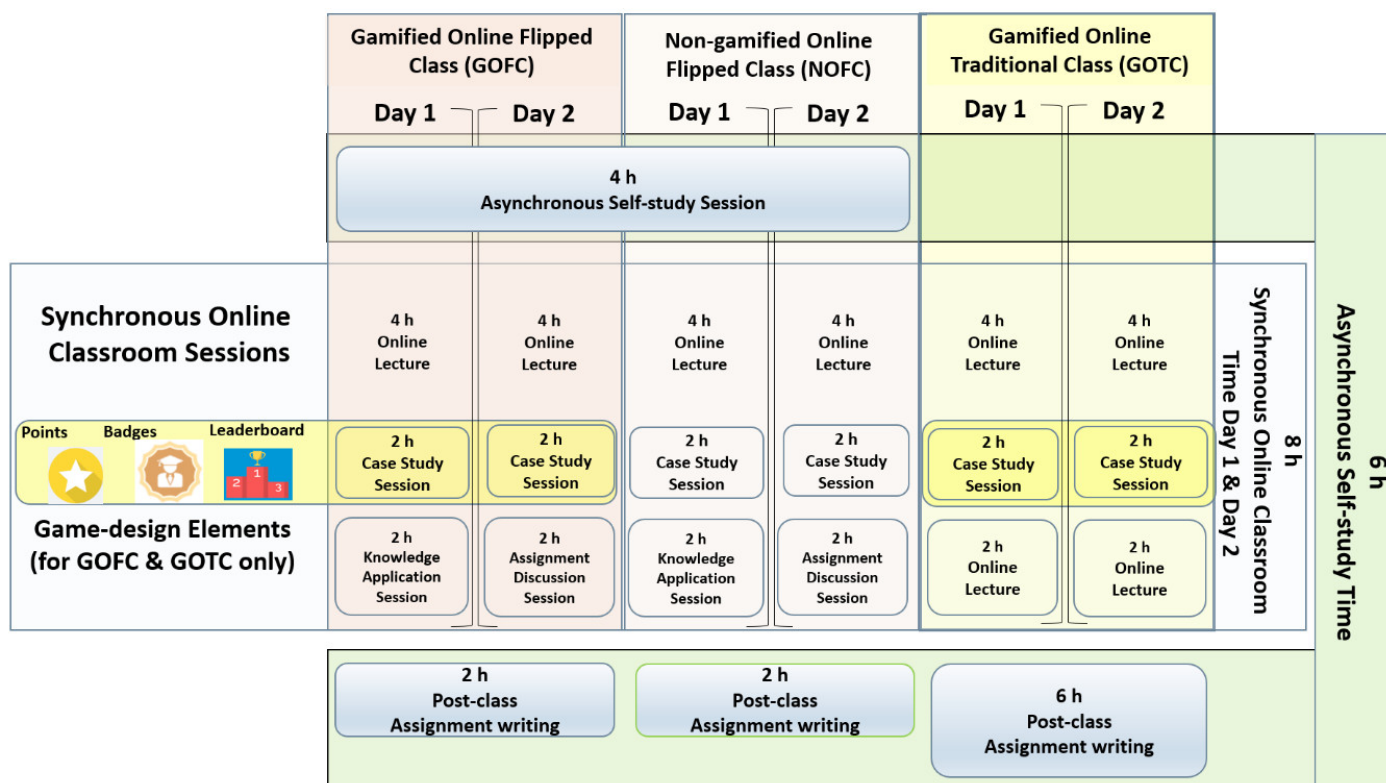 Gamified Online Flipped
Class (GOFC)
Non-gamified Online
Flipped Class (NOFC)
Gamified Online
Traditional Class (GOTC)
Day 1
Day 2
Day 1
Day 2
Day 1
Day 2
4 h
Asynchronous Self-study Session
Synchronous Online
Classroom Sessions
4 h
Online
Lecture
4 h
Online
Lecture
4 h
Online
Lecture
4 h
Online
Lecture
4 h
Online
Lecture
4 h
Online
Lecture
Points
Badges
Leaderboard
1
2
3
2 h
Case Study
Session
2 h
Case Study
Session
2 h
Case Study
Session
2 h
Case Study
Session
2 h
Case Study
Session
2 h
Case Study
Session
Game-design Elements
(for GOFC & GOTC only)
2 h
Knowledge
Application
Session
2 h
Assignment
Discussion
Session
2 h
Knowledge
Application
Session
2 h
Assignment
Discussion
Session
2 h
Online
Lecture
2 h
Online
Lecture
8 h
Synchronous Online Classroom
Time Day 1 & Day 2
6 h
Asynchronous Self-study Time
2 h
Post-class
Assignment writing
2 h
Post-class
Assignment writing
6 h
Post-class
Assignment writing